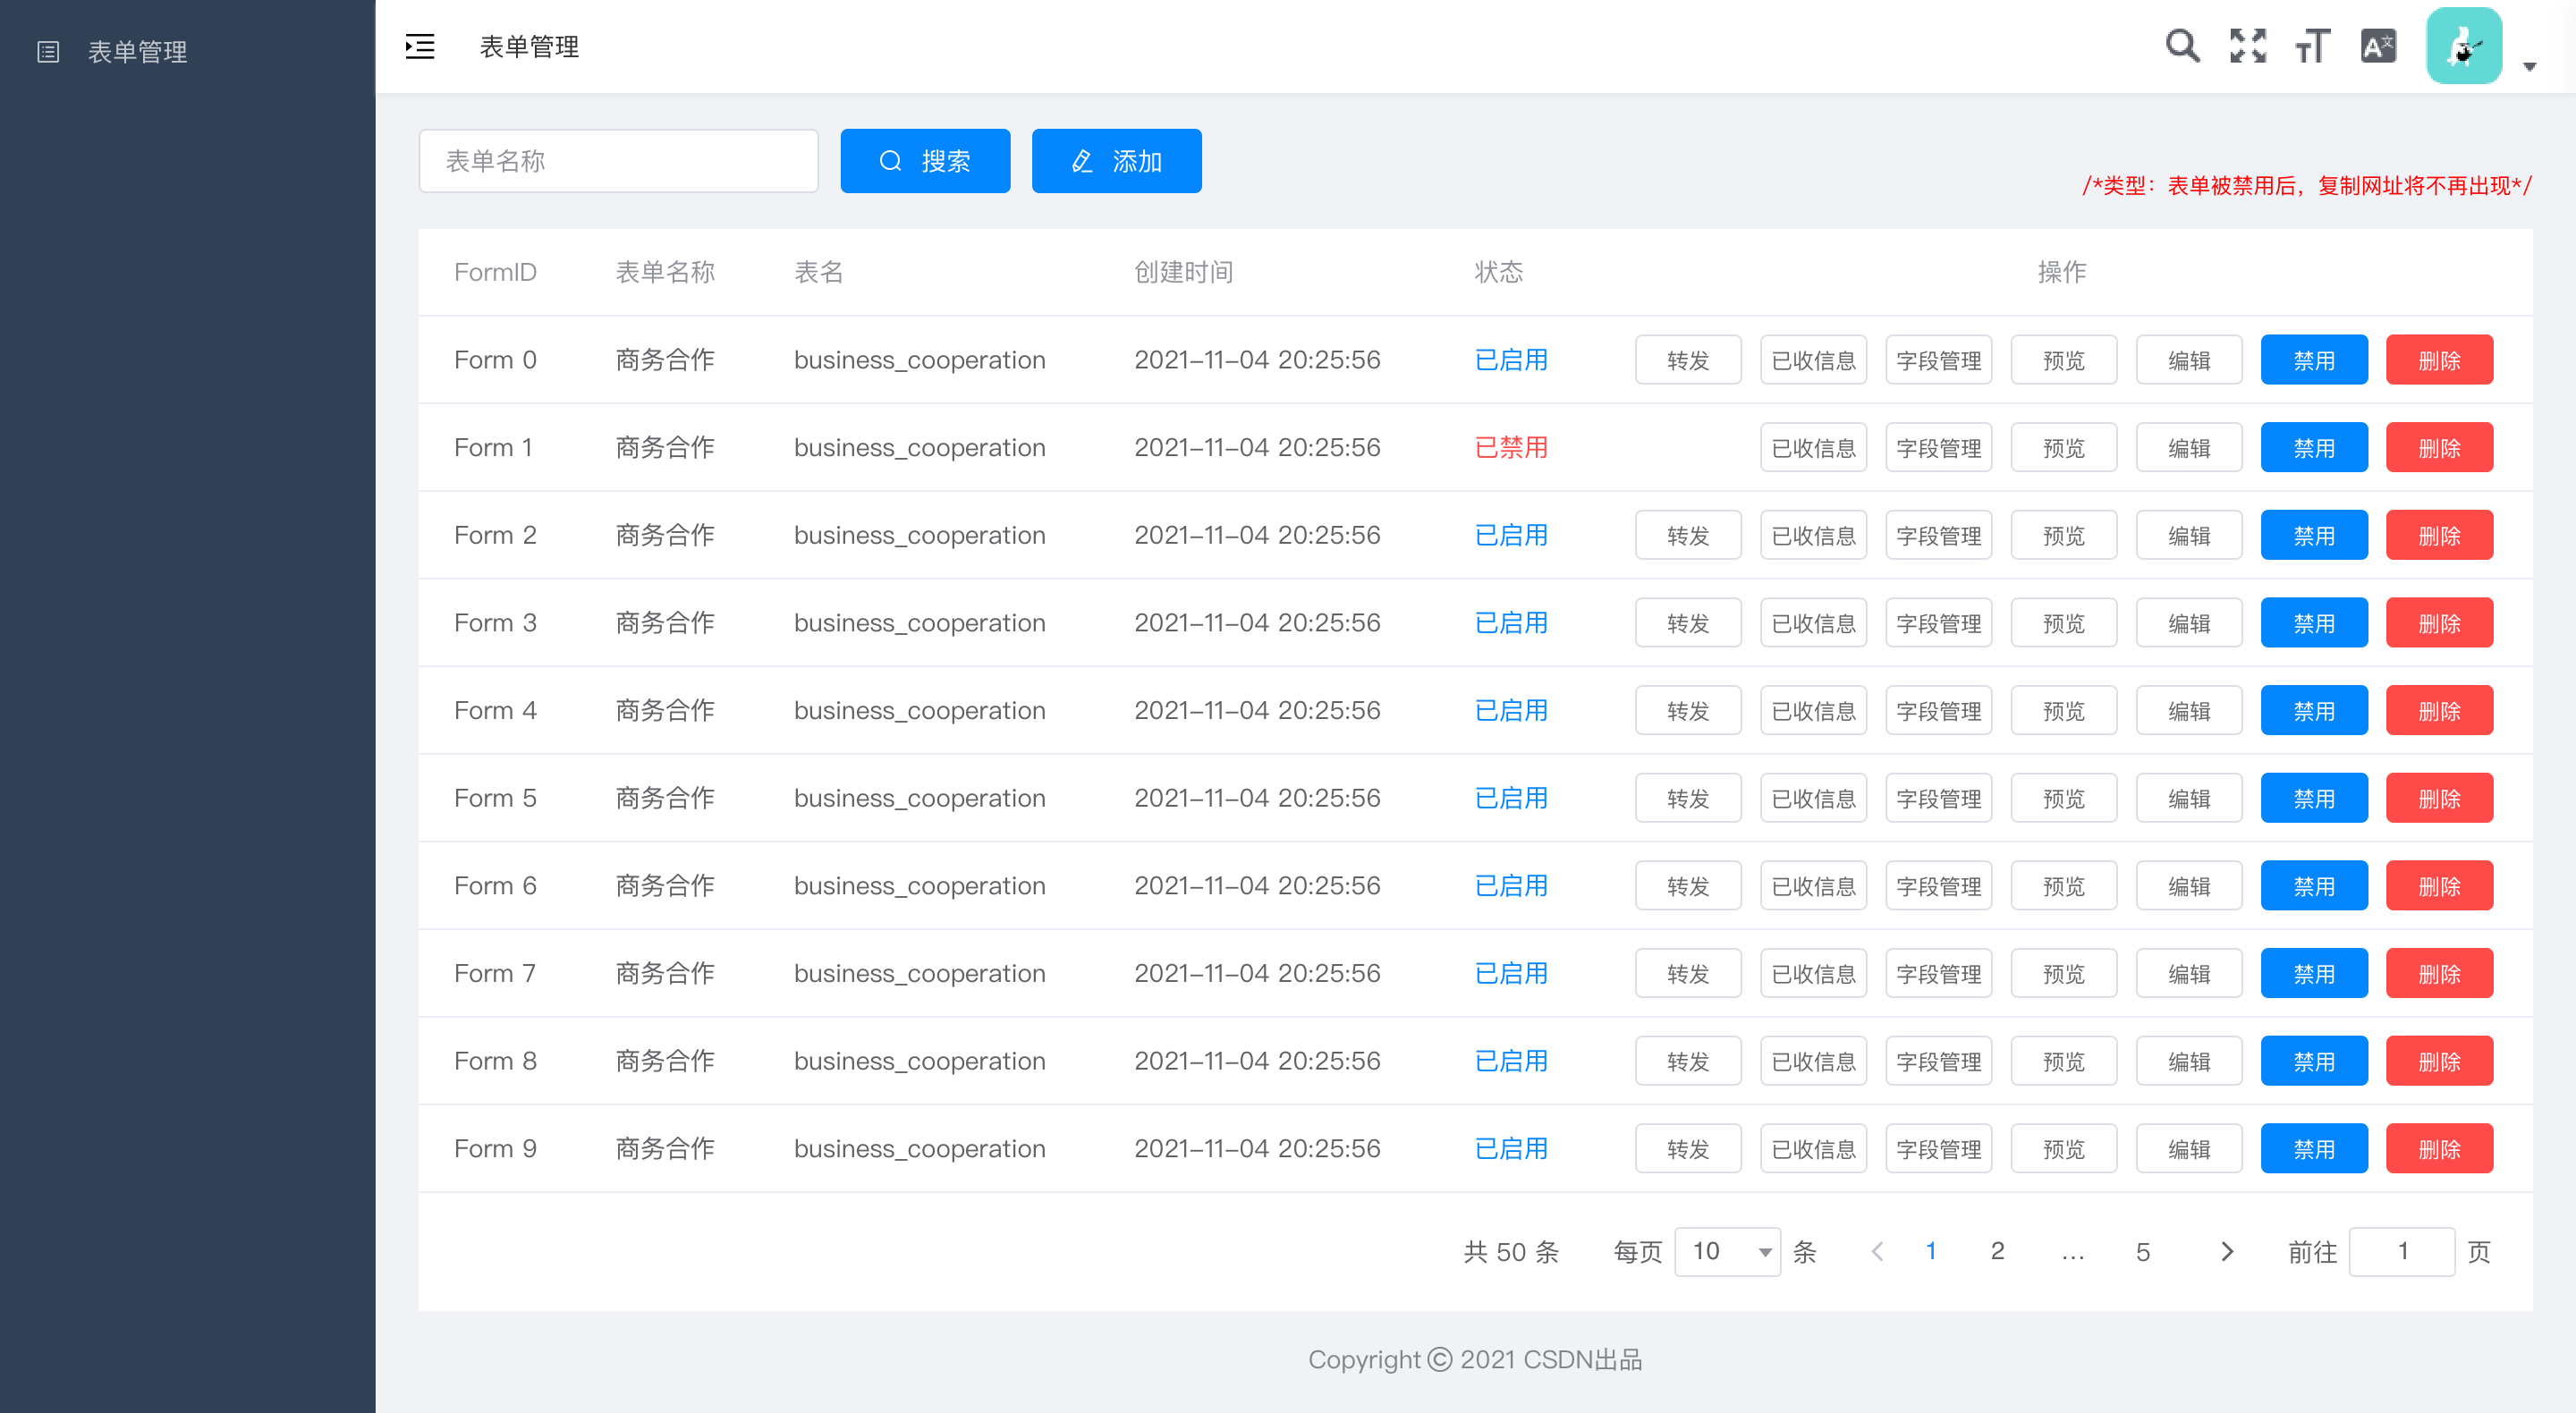 表单管理
表单管理
表单名称 搜索 添加
/*类型：表单被禁用后，复制网址将不再出现*/
FormID 表单名称 表名 创建时间 状态 操作
Form 0 商务合作 business_cooperation 2021-11-04 20:25:56 已启用 转发 已收信息 字段管理 预览 编辑 禁用 删除
Form 1 商务合作 business_cooperation 2021-11-04 20:25:56 已禁用 已收信息 字段管理 预览 编辑 禁用 删除
Form 2 商务合作 business_cooperation 2021-11-04 20:25:56 已启用 转发 已收信息 字段管理 预览 编辑 禁用 删除
Form 3 商务合作 business_cooperation 2021-11-04 20:25:56 已启用 转发 已收信息 字段管理 预览 编辑 禁用 删除
Form 4 商务合作 business_cooperation 2021-11-04 20:25:56 已启用 转发 已收信息 字段管理 预览 编辑 禁用 删除
Form 5 商务合作 business_cooperation 2021-11-04 20:25:56 已启用 转发 已收信息 字段管理 预览 编辑 禁用 删除
Form 6 商务合作 business_cooperation 2021-11-04 20:25:56 已启用 转发 已收信息 字段管理 预览 编辑 禁用 删除
Form 7 商务合作 business_cooperation 2021-11-04 20:25:56 已启用 转发 已收信息 字段管理 预览 编辑 禁用 删除
Form 8 商务合作 business_cooperation 2021-11-04 20:25:56 已启用 转发 已收信息 字段管理 预览 编辑 禁用 删除
Form 9 商务合作 business_cooperation 2021-11-04 20:25:56 已启用 转发 已收信息 字段管理 预览 编辑 禁用 删除
共 50 条 每页 10 条 1 2 … 5 前往 1 页
Copyright © 2021 CSDN出品